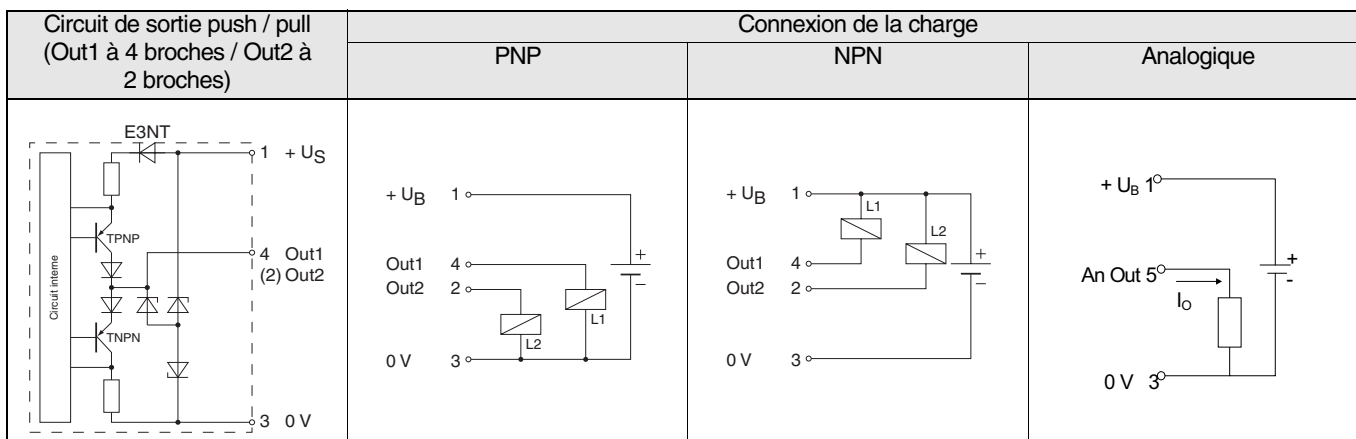 Circuit de sortie push / pull
(Out1 à 4 broches / Out2 à
2 broches)
Connexion de la charge
PNP
NPN
Analogique
E3NT
1 + US
TPNP
4 Out1
(2) Out2
Circuit interne
TNPN
3 0 V
+ UB 1
Out1 4
Out2 2
+
−
L1
L2
0 V 3
+ UB 1
L1
L2
Out1 4
Out2 2
+
−
0 V 3
+ UB 1
An Out 5
+
-
IO
0 V 3